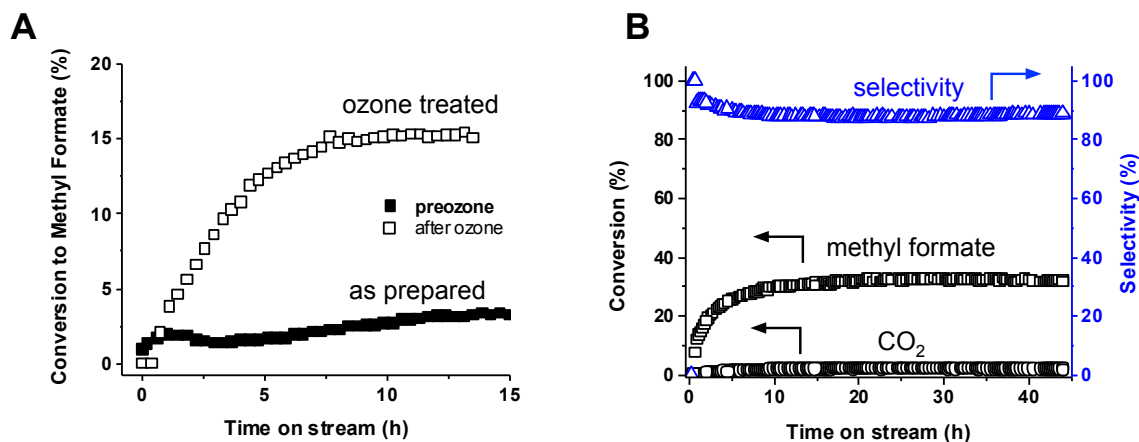 A
Conversion to Methyl Formate (%)
20
15
10
5
0
ozone treated
preozone
after ozone
as prepared
0 5 10 15
Time on stream (h)
B
Conversion (%)
100
80
60
40
20
0
selectivity
methyl formate
CO₂
100
80
60
40
20
0
Selectivity (%)
0 10 20 30 40
Time on stream (h)